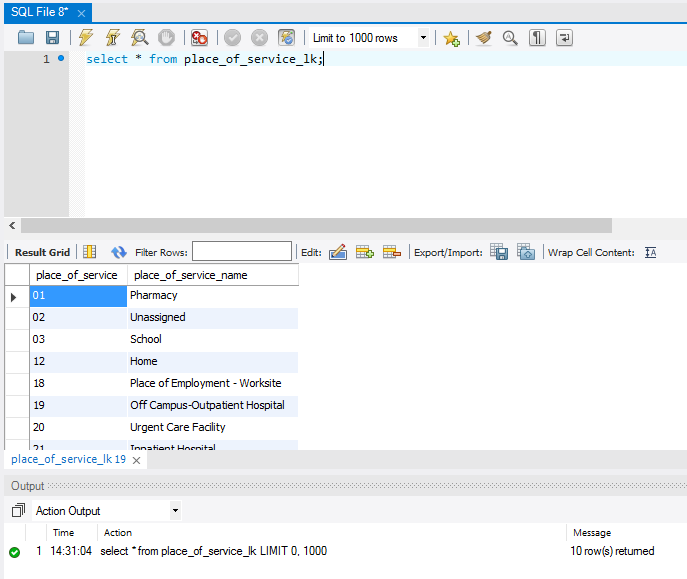 SQL File 8*
Limit to 1000 rows
1 select * from place_of_service_lk;
Result Grid Filter Rows: Edit: Export/Import: Wrap Cell Content:
place_of_service place_of_service_name
01 Pharmacy
02 Unassigned
03 School
12 Home
18 Place of Employment - Worksite
19 Off Campus-Outpatient Hospital
20 Urgent Care Facility
21 Inpatient Hospital
place_of_service_lk 19
Output
Action Output
Time Action Message
1 14:31:04 select * from place_of_service_lk LIMIT 0, 1000 10 row(s) returned